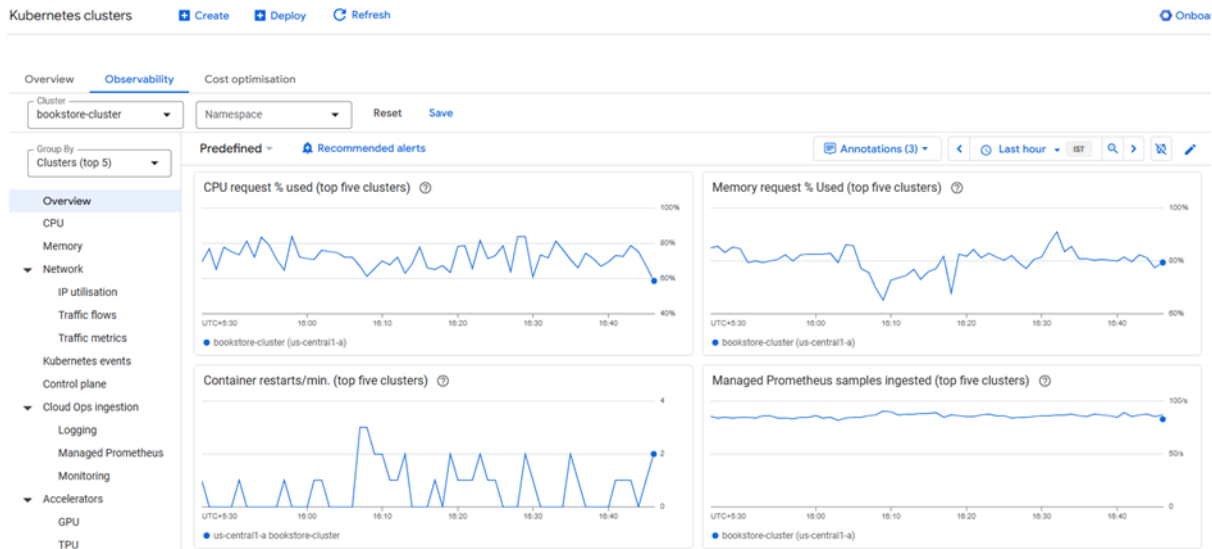 Kubernetes clusters Create Deploy Refresh
Overview Observability Cost optimisation
Cluster
bookstore-cluster
Namespace
Reset Save
Group By
Clusters (top 5)
Predefined Recommended alerts Annotations (3) Last hour IST
Overview
CPU
Memory
Network
IP utilisation
Traffic flows
Traffic metrics
Kubernetes events
Control plane
Cloud Ops ingestion
Logging
Managed Prometheus
Monitoring
Accelerators
GPU
TPU
CPU request % used (top five clusters)
100%
80%
60%
40%
UTC+5:30 16:00 16:10 16:20 16:30 16:40
bookstore-cluster (us-central1-a)
Memory request % Used (top five clusters)
100%
80%
60%
UTC+5:30 16:00 16:10 16:20 16:30 16:40
bookstore-cluster (us-central1-a)
Container restarts/min. (top five clusters)
4
2
0
UTC+5:30 16:00 16:10 16:20 16:30 16:40
us-central1-a bookstore-cluster
Managed Prometheus samples ingested (top five clusters)
100/s
50/s
0
UTC+5:30 16:00 16:10 16:20 16:30 16:40
bookstore-cluster (us-central1-a)